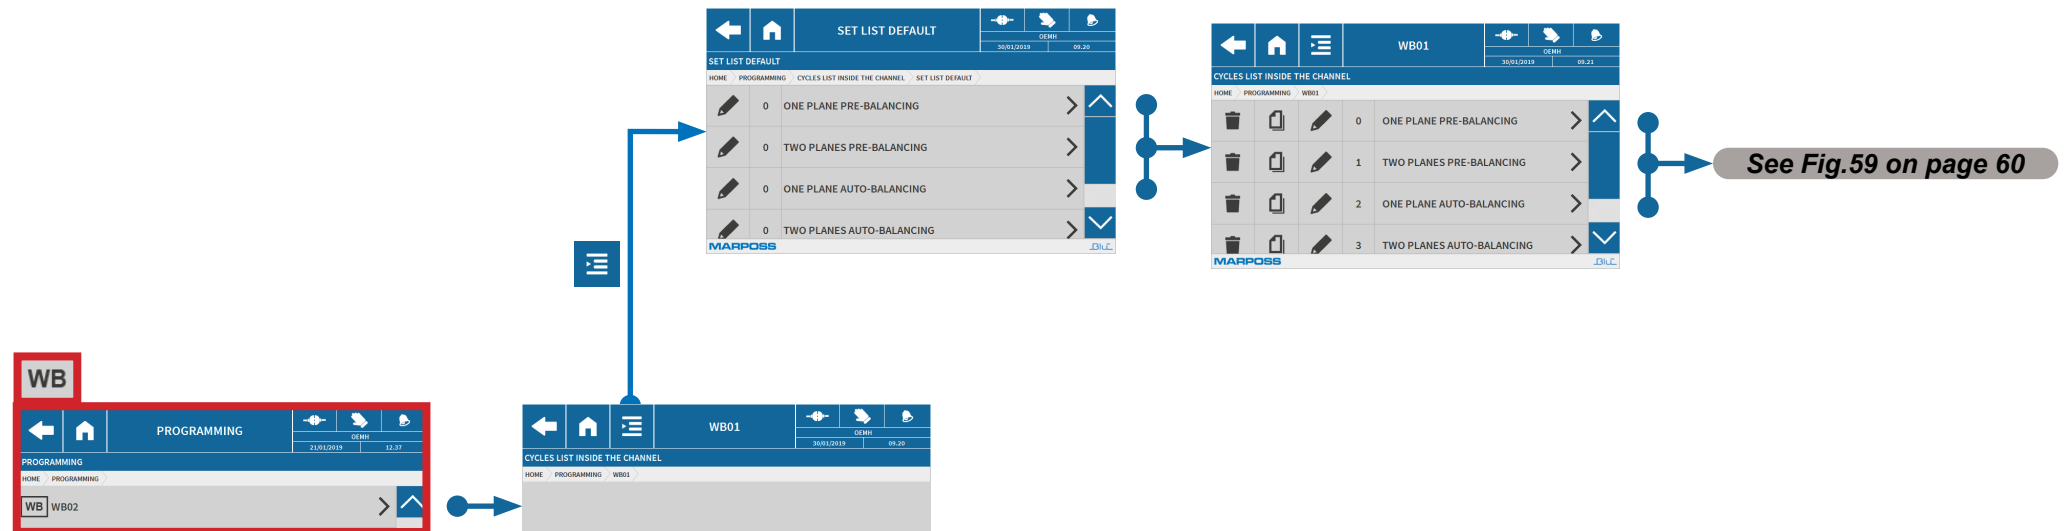 SET LIST DEFAULT
OEMH
30/01/2019 09.20
SET LIST DEFAULT
HOME PROGRAMMING CYCLES LIST INSIDE THE CHANNEL SET LIST DEFAULT
0 ONE PLANE PRE-BALANCING
0 TWO PLANES PRE-BALANCING
0 ONE PLANE AUTO-BALANCING
0 TWO PLANES AUTO-BALANCING
MARPOSS BLÚ
WB01
OEMH
30/01/2019 09.21
CYCLES LIST INSIDE THE CHANNEL
HOME PROGRAMMING WB01
0 ONE PLANE PRE-BALANCING
1 TWO PLANES PRE-BALANCING
2 ONE PLANE AUTO-BALANCING
3 TWO PLANES AUTO-BALANCING
MARPOSS BLÚ
See Fig.59 on page 60
WB
PROGRAMMING
OEMH
21/01/2019 12.37
PROGRAMMING
HOME PROGRAMMING
WB WB02
WB01
OEMH
30/01/2019 09.20
CYCLES LIST INSIDE THE CHANNEL
HOME PROGRAMMING WB01